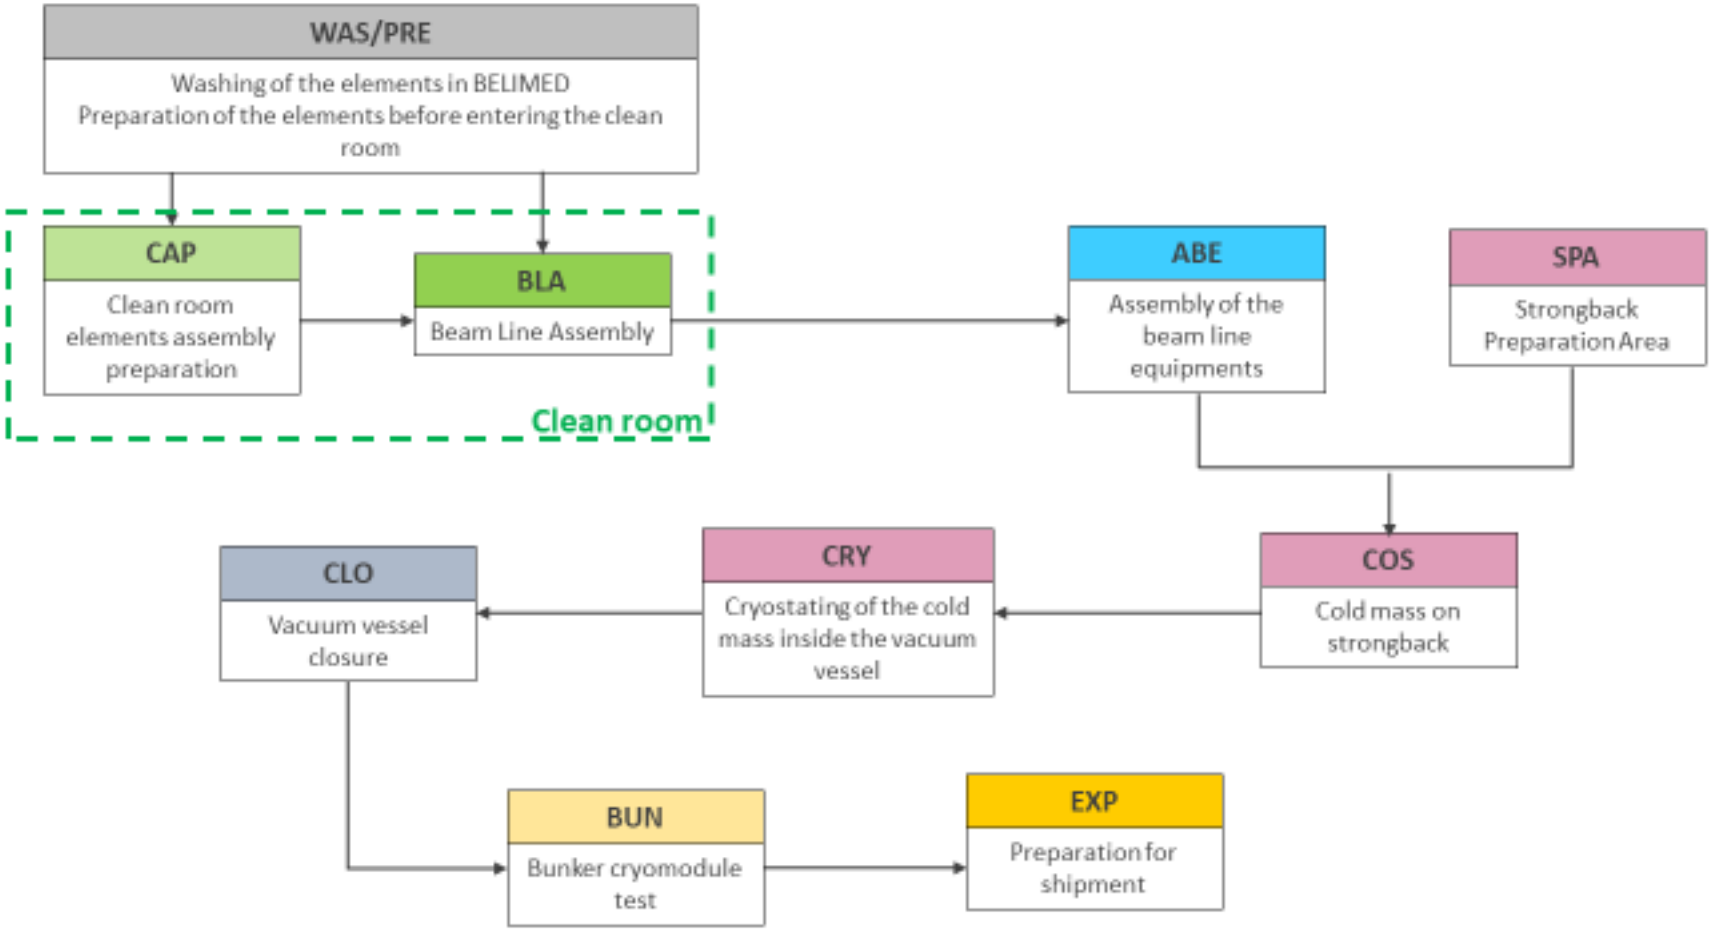 WAS/PRE
Washing of the elements in BELIMED
Preparation of the elements before entering the clean
room
CAP
Clean room
elements assembly
preparation
BLA
Beam Line Assembly
Clean room
ABE
Assembly of the
beam line
equipments
SPA
Strongback
Preparation Area
CLO
Vacuum vessel
closure
CRY
Cryostating of the cold
mass inside the vacuum
vessel
COS
Cold mass on
strongback
BUN
Bunker cryomodule
test
EXP
Preparation for
shipment